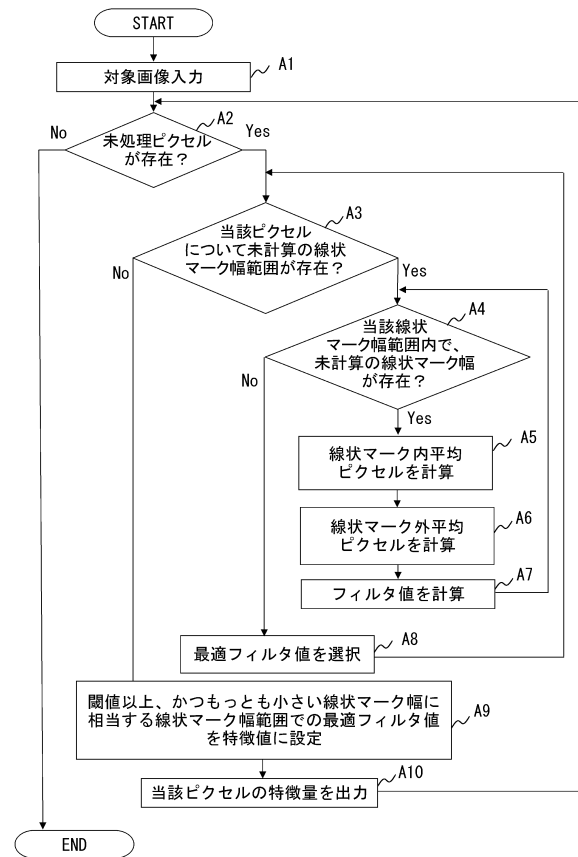 START
対象画像入力
A1
未処理ピクセル
が存在?
A2
No
Yes
当該ピクセル
について未計算の線状
マーク幅範囲が存在?
A3
No
Yes
当該線状
マーク幅範囲内で、
未計算の線状マーク幅
が存在?
A4
No
Yes
線状マーク内平均
ピクセルを計算
A5
線状マーク外平均
ピクセルを計算
A6
フィルタ値を計算
A7
最適フィルタ値を選択
A8
閾値以上、かつもっとも小さい線状マーク幅に
相当する線状マーク幅範囲での最適フィルタ値
を特徴値に設定
A9
当該ピクセルの特徴量を出力
A10
END